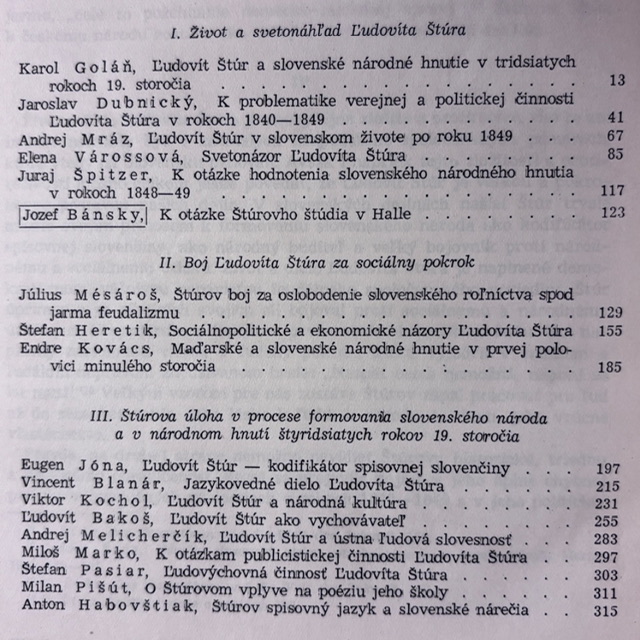 I. Život a svetonáhľad Ľudovíta Štúra
Karol Goláň, Ľudovít Štúr a slovenské národné hnutie v tridsiatych
rokoch 19. storočia . . . . . . . . . . . . . . . 13
Jaroslav Dubnický, K problematike verejnej a politickej činnosti
Ľudovíta Štúra v rokoch 1840—1849 . . . . . . . . . 41
Andrej Mráz, Ľudovít Štúr v slovenskom živote po roku 1849 . . . 67
Elena Várossová, Svetonázor Ľudovíta Štúra . . . . . . . 85
Juraj Špitzer, K otázke hodnotenia slovenského národného hnutia
v rokoch 1848—49 . . . . . . . . . . . . . . . 117
Jozef Bánsky, K otázke Štúrovho štúdia v Halle . . . . . . 123
II. Boj Ľudovíta Štúra za sociálny pokrok
Július Mésároš, Štúrov boj za oslobodenie slovenského roľníctva spod
jarma feudalizmu . . . . . . . . . . . . . . . 129
Štefan Heretik, Sociálnopolitické a ekonomické názory Ľudovíta Štúra 155
Endre Kovács, Maďarské a slovenské národné hnutie v prvej polo-
vici minulého storočia . . . . . . . . . . . . . . 185
III. Štúrova úloha v procese formovania slovenského národa
a v národnom hnutí štyridsiatych rokov 19. storočia
Eugen Jóna, Ľudovít Štúr — kodifikátor spisovnej slovenčiny . . . 197
Vincent Blanár, Jazykovedné dielo Ľudovíta Štúra . . . . . . 215
Viktor Kochol, Ľudovít Štúr a národná kultúra . . . . . . . 231
Ľudovít Bakoš, Ľudovít Štúr ako vychovávateľ . . . . . . . 255
Andrej Melicherčík, Ľudovít Štúr a ústna ľudová slovesnosť . . . 283
Miloš Marko, K otázkam publicistickej činnosti Ľudovíta Štúra . . . 297
Štefan Pasiar, Ľudovýchovná činnosť Ľudovíta Štúra . . . . . 303
Milan Pišút, O Štúrovom vplyve na poéziu jeho školy . . . . . 311
Anton Habovštiak, Štúrov spisovný jazyk a slovenské nárečia . . . 315